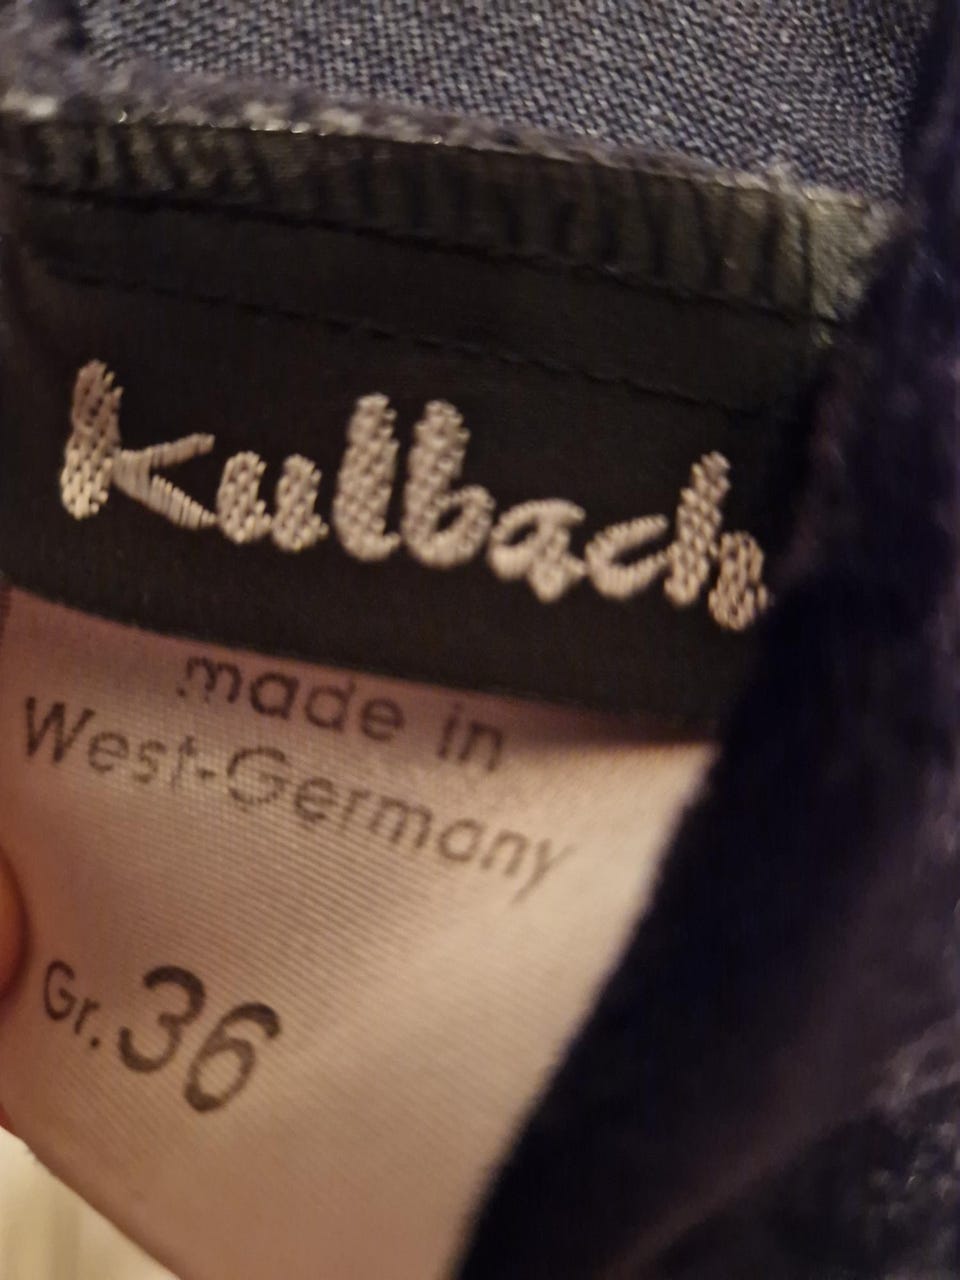 Kulbach
made in
West-Germany
Gr. 36